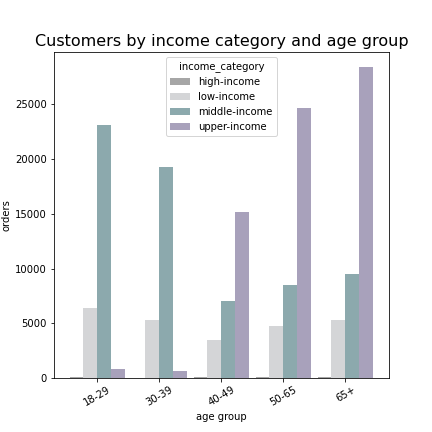 Customers by income category and age group
income_category
high-income
low-income
middle-income
upper-income
25000
20000
15000
10000
5000
0
orders
18-29
30-39
40-49
50-65
65+
age group